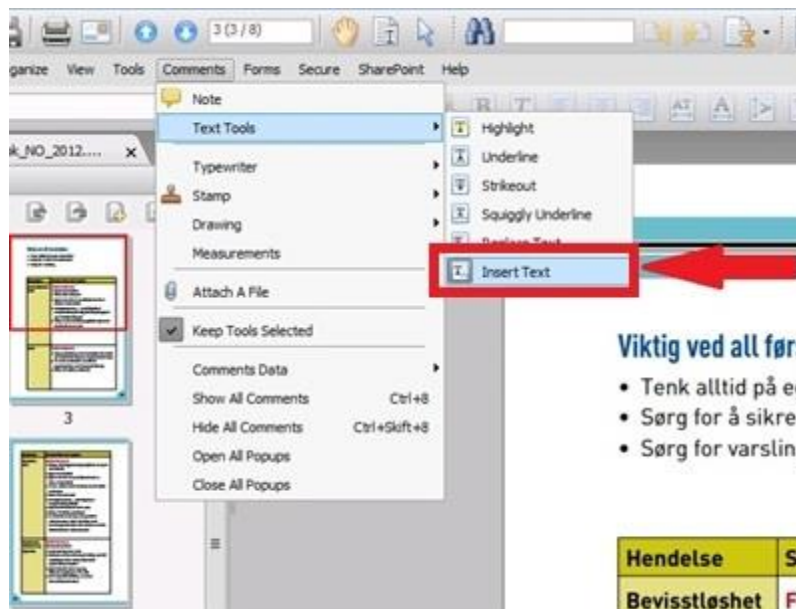 3 (3 / 8)
ganize View Tools Comments Forms Secure SharePoint Help
k_NO_2012.... x
Note
Text Tools
Typewriter
Stamp
Drawing
Measurements
Attach A File
Keep Tools Selected
Comments Data
Show All Comments Ctrl+8
Hide All Comments Ctrl+Skift+8
Open All Popups
Close All Popups
Highlight
Underline
Strikeout
Squiggly Underline
Replace Text
Insert Text
3
Viktig ved all før
• Tenk alltid på e
• Sørg for å sikre
• Sørg for varslin
Hendelse S
Bevisstløshet F